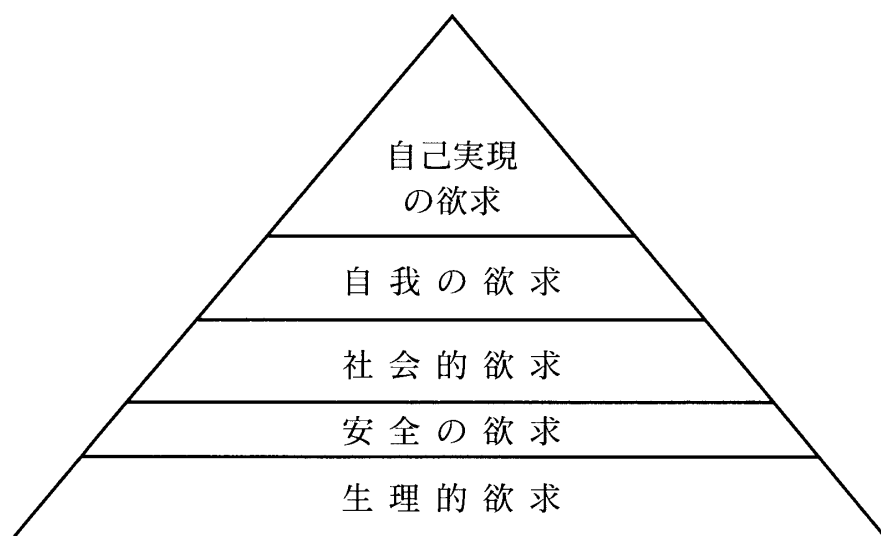 自己実現
の欲求
自我の欲求
社会的欲求
安全の欲求
生理的欲求